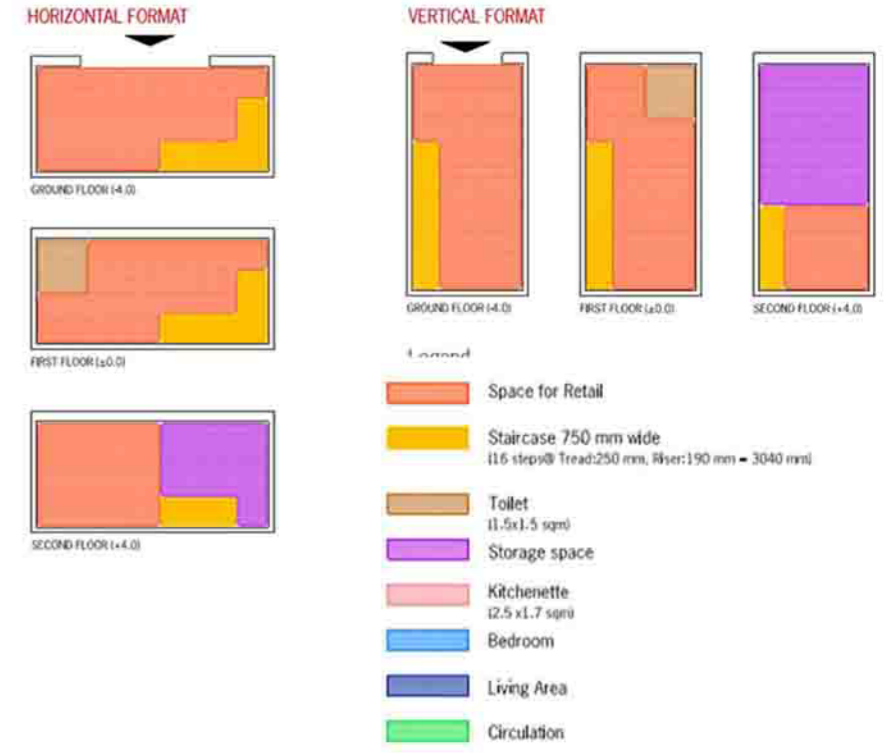 HORIZONTAL FORMAT
GROUND FLOOR (-4.0)
FIRST FLOOR (±0.0)
SECOND FLOOR (+4.0)
VERTICAL FORMAT
GROUND FLOOR (-4.0)
FIRST FLOOR (±0.0)
SECOND FLOOR (+4.0)
Legend
Space for Retail
Staircase 750 mm wide
(16 steps@ Tread:250 mm, Riser:190 mm = 3040 mm)
Toilet
(1.5x1.5 sqm)
Storage space
Kitchenette
(2.5 x1.7 sqm)
Bedroom
Living Area
Circulation